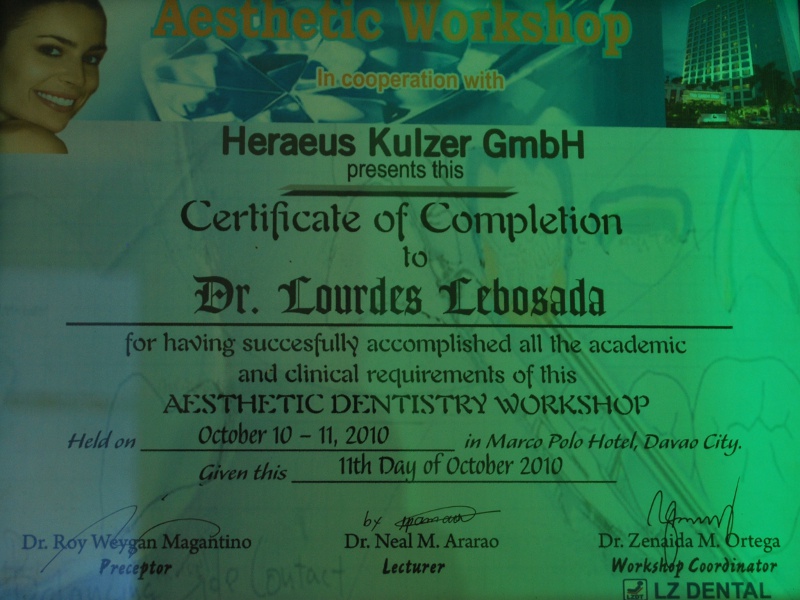 Aesthetic Workshop
In cooperation with
Heraeus Kulzer GmbH
presents this
Certificate of Completion
to
Dr. Lourdes Lebosada
for having succesfully accomplished all the academic
and clinical requirements of this
AESTHETIC DENTISTRY WORKSHOP
Held on October 10 – 11, 2010 in Marco Polo Hotel, Davao City.
Given this 11th Day of October 2010
by
Dr. Roy Weygan Magantino Dr. Neal M. Ararao Dr. Zenaida M. Ortega
Preceptor Lecturer Workshop Coordinator
LZ DENTAL